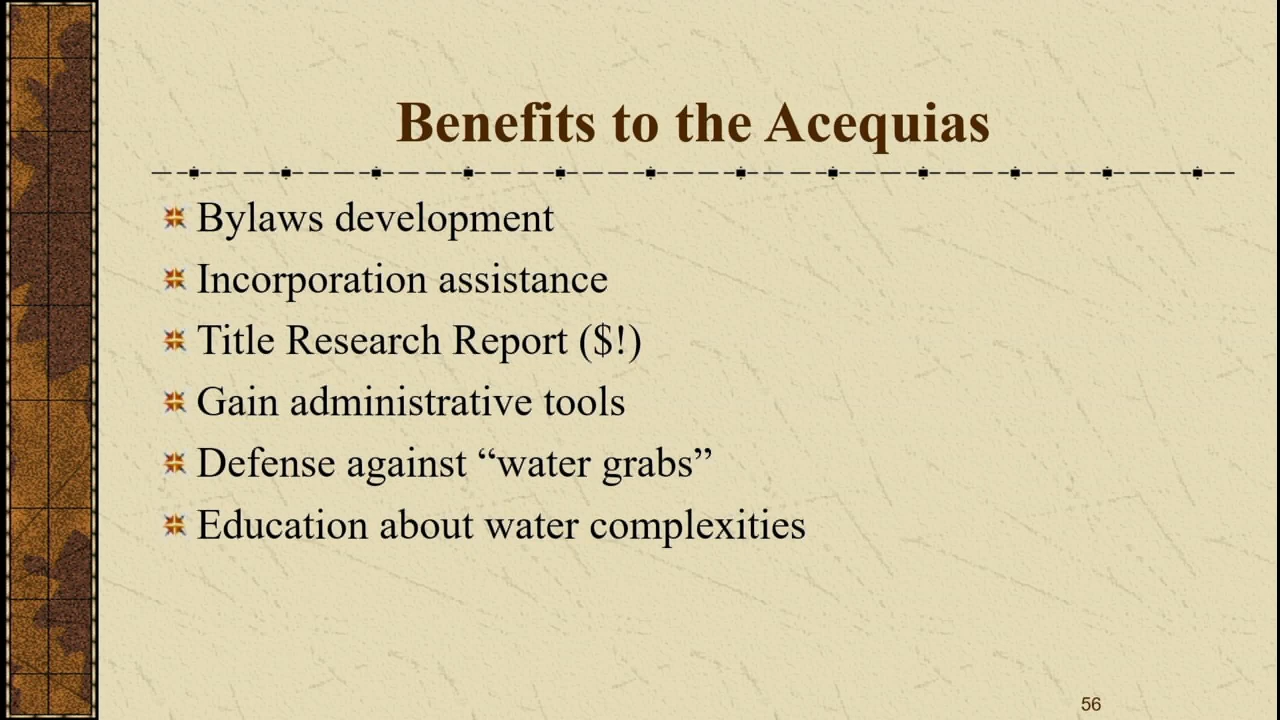 Benefits to the Acequias
Bylaws development
Incorporation assistance
Title Research Report ($!)
Gain administrative tools
Defense against “water grabs”
Education about water complexities
56